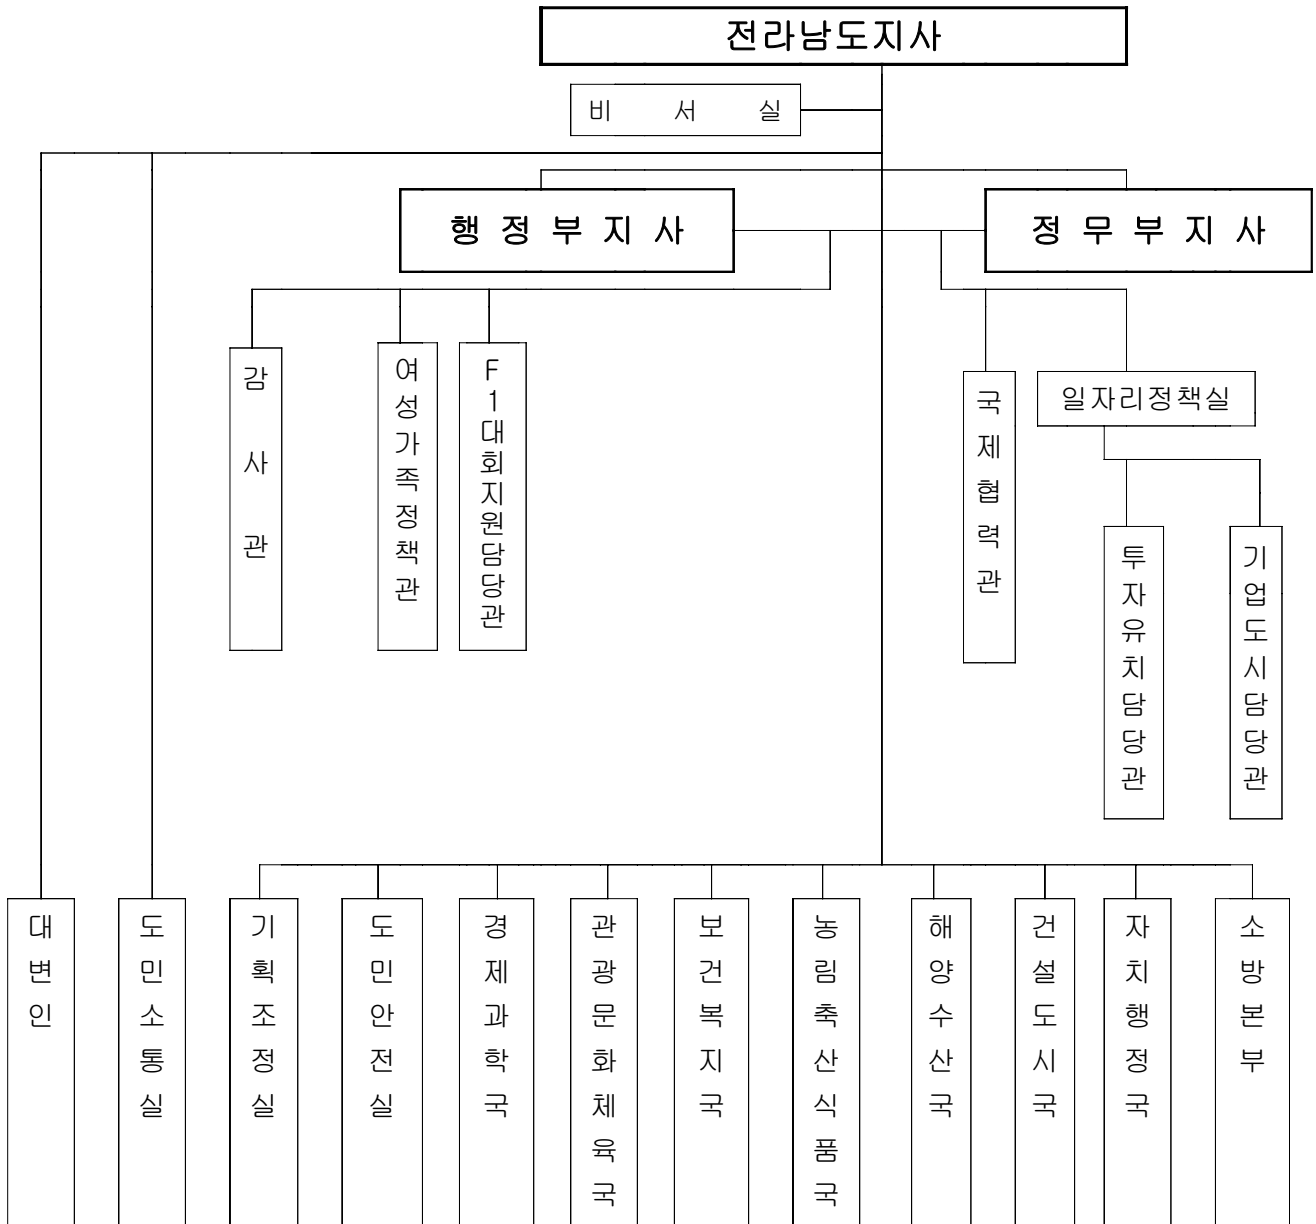 전라남도지사
비 서 실
행 정 부 지 사
정 무 부 지 사
감사관
여성가족정책관
F1대회지원담당관
국제협력관
일자리정책실
투자유치담당관
기업도시담당관
대변인
도민소통실
기획조정실
도민안전실
경제과학국
관광문화체육국
보건복지국
농림축산식품국
해양수산국
건설도시국
자치행정국
소방본부